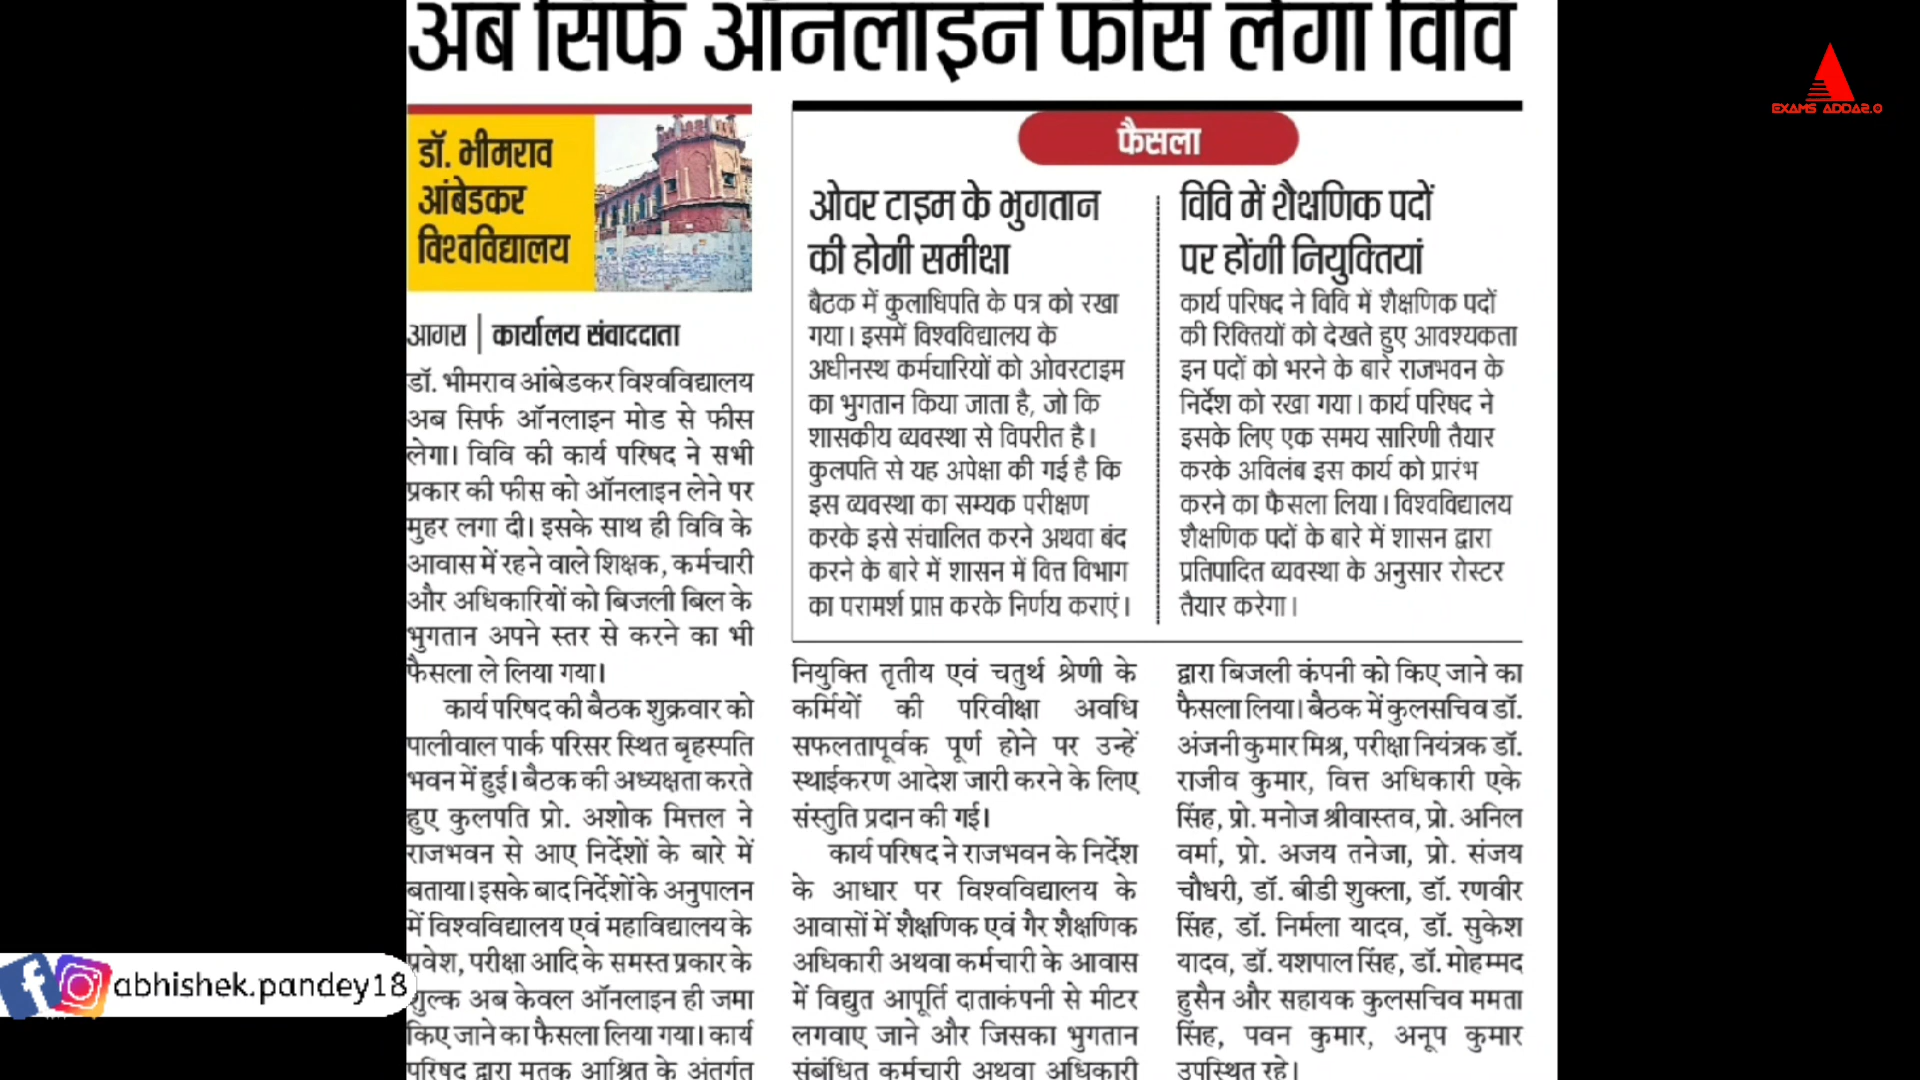 अब सिर्फ ऑनलाइन फीस लेगा विवि
डॉ. भीमराव
आंबेडकर
विश्वविद्यालय
आगरा | कार्यालय संवाददाता
डॉ. भीमराव आंबेडकर विश्वविद्यालय
अब सिर्फ ऑनलाइन मोड से फीस
लेगा। विवि की कार्य परिषद ने सभी
प्रकार की फीस को ऑनलाइन लेने पर
मुहर लगा दी। इसके साथ ही विवि के
आवास में रहने वाले शिक्षक, कर्मचारी
और अधिकारियों को बिजली बिल के
भुगतान अपने स्तर से करने का भी
फैसला ले लिया गया।
कार्य परिषद की बैठक शुक्रवार को
पालीवाल पार्क परिसर स्थित बृहस्पति
भवन में हुई। बैठक की अध्यक्षता करते
हुए कुलपति प्रो. अशोक मित्तल ने
राजभवन से आए निर्देशों के बारे में
बताया। इसके बाद निर्देशों के अनुपालन
में विश्वविद्यालय एवं महाविद्यालय के
प्रवेश, परीक्षा आदि के समस्त प्रकार के
शुल्क अब केवल ऑनलाइन ही जमा
किए जाने का फैसला लिया गया। कार्य
परिषद द्वारा मृतक आश्रित के अंतर्गत
फैसला
ओवर टाइम के भुगतान
की होगी समीक्षा
बैठक में कुलाधिपति के पत्र को रखा
गया। इसमें विश्वविद्यालय के
अधीनस्थ कर्मचारियों को ओवरटाइम
का भुगतान किया जाता है, जो कि
शासकीय व्यवस्था से विपरीत है।
कुलपति से यह अपेक्षा की गई है कि
इस व्यवस्था का सम्यक परीक्षण
करके इसे संचालित करने अथवा बंद
करने के बारे में शासन में वित्त विभाग
का परामर्श प्राप्त करके निर्णय कराएं।
विवि में शैक्षणिक पदों
पर होंगी नियुक्तियां
कार्य परिषद ने विवि में शैक्षणिक पदों
की रिक्तियों को देखते हुए आवश्यकता
इन पदों को भरने के बारे राजभवन के
निर्देश को रखा गया। कार्य परिषद ने
इसके लिए एक समय सारिणी तैयार
करके अविलंब इस कार्य को प्रारंभ
करने का फैसला लिया। विश्वविद्यालय
शैक्षणिक पदों के बारे में शासन द्वारा
प्रतिपादित व्यवस्था के अनुसार रोस्टर
तैयार करेगा।
नियुक्ति तृतीय एवं चतुर्थ श्रेणी के
कर्मियों की परिवीक्षा अवधि
सफलतापूर्वक पूर्ण होने पर उन्हें
स्थाईकरण आदेश जारी करने के लिए
संस्तुति प्रदान की गई।
कार्य परिषद ने राजभवन के निर्देश
के आधार पर विश्वविद्यालय के
आवासों में शैक्षणिक एवं गैर शैक्षणिक
अधिकारी अथवा कर्मचारी के आवास
में विद्युत आपूर्ति दाताकंपनी से मीटर
लगवाए जाने और जिसका भुगतान
संबंधित कर्मचारी अथवा अधिकारी
द्वारा बिजली कंपनी को किए जाने का
फैसला लिया। बैठक में कुलसचिव डॉ.
अंजनी कुमार मिश्र, परीक्षा नियंत्रक डॉ.
राजीव कुमार, वित्त अधिकारी एके
सिंह, प्रो. मनोज श्रीवास्तव, प्रो. अनिल
वर्मा, प्रो. अजय तनेजा, प्रो. संजय
चौधरी, डॉ. बीडी शुक्ला, डॉ. रणवीर
सिंह, डॉ. निर्मला यादव, डॉ. सुकेश
यादव, डॉ. यशपाल सिंह, डॉ. मोहम्मद
हुसैन और सहायक कुलसचिव ममता
सिंह, पवन कुमार, अनूप कुमार
उपस्थित रहे।
EXAMS ADDA2.0
abhishek.pandey18